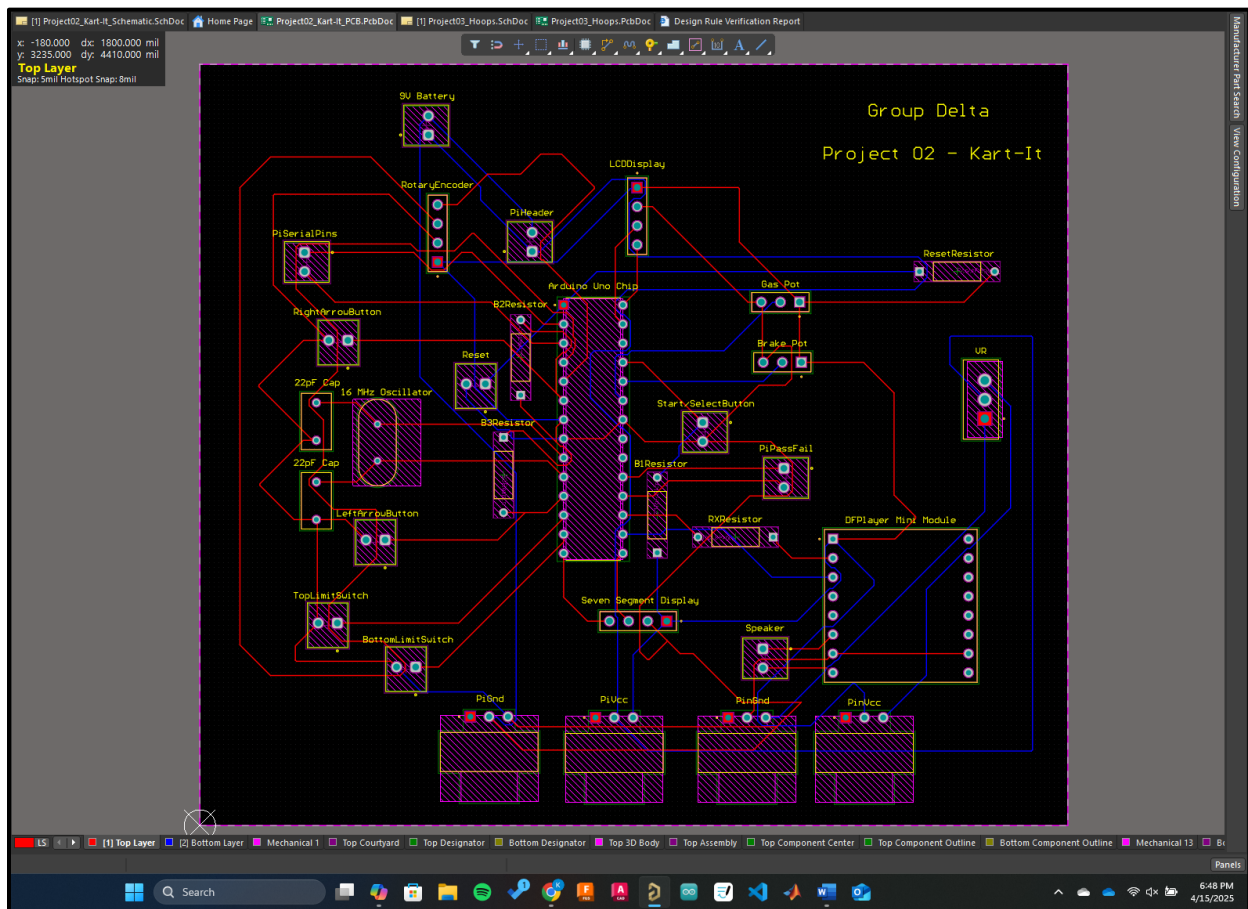 [1] Project02_Kart-It_Schematic.SchDoc
Home Page
Project02_Kart-It_PCB.PcbDoc
[1] Project03_Hoops.SchDoc
Project03_Hoops.PcbDoc
Design Rule Verification Report
x: -180.000 dx: 1800.000 mil
y: 3235.000 dy: 4410.000 mil
Top Layer
Snap: 5mil Hotspot Snap: 8mil
Manufacturer Part Search
View Configuration
Group Delta
Project 02 - Kart-It
9V Battery
LCDDisplay
RotaryEncoder
PiHeader
PiSerialPins
ResetResistor
Arduino Uno Chip
Gas Pot
B2Resistor
RightArrowButton
Brake Pot
VR
Reset
22pF Cap
16 MHz Oscillator
Start/SelectButton
B3Resistor
PiPassFail
22pF Cap
B1Resistor
LeftArrowButton
RXResistor
DFPlayer Mini Module
TopLimitSwitch
Seven Segment Display
BottomLimitSwitch
Speaker
PiGnd
PiVcc
PinGnd
PinVcc
LS
[1] Top Layer
[2] Bottom Layer
Mechanical 1
Top Courtyard
Top Designator
Bottom Designator
Top 3D Body
Top Assembly
Top Component Center
Top Component Outline
Bottom Component Outline
Mechanical 13
Bc
Panels
Search
6:48 PM
4/15/2025